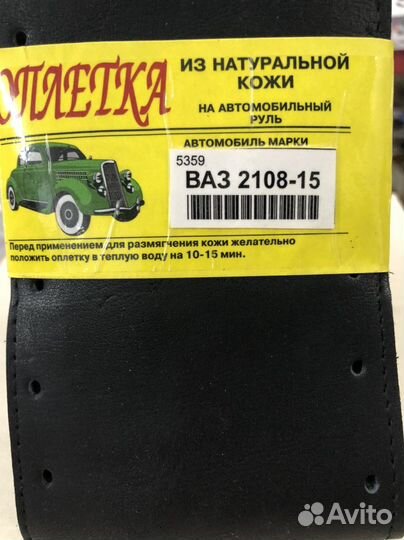 ОПЛЕТКА
ИЗ НАТУРАЛЬНОЙ
КОЖИ
НА АВТОМОБИЛЬНЫЙ
РУЛЬ
АВТОМОБИЛЬ МАРКИ
5359
ВАЗ 2108-15
Перед применением для размягчения кожи желательно
положить оплетку в теплую воду на 10-15 мин.
Avito